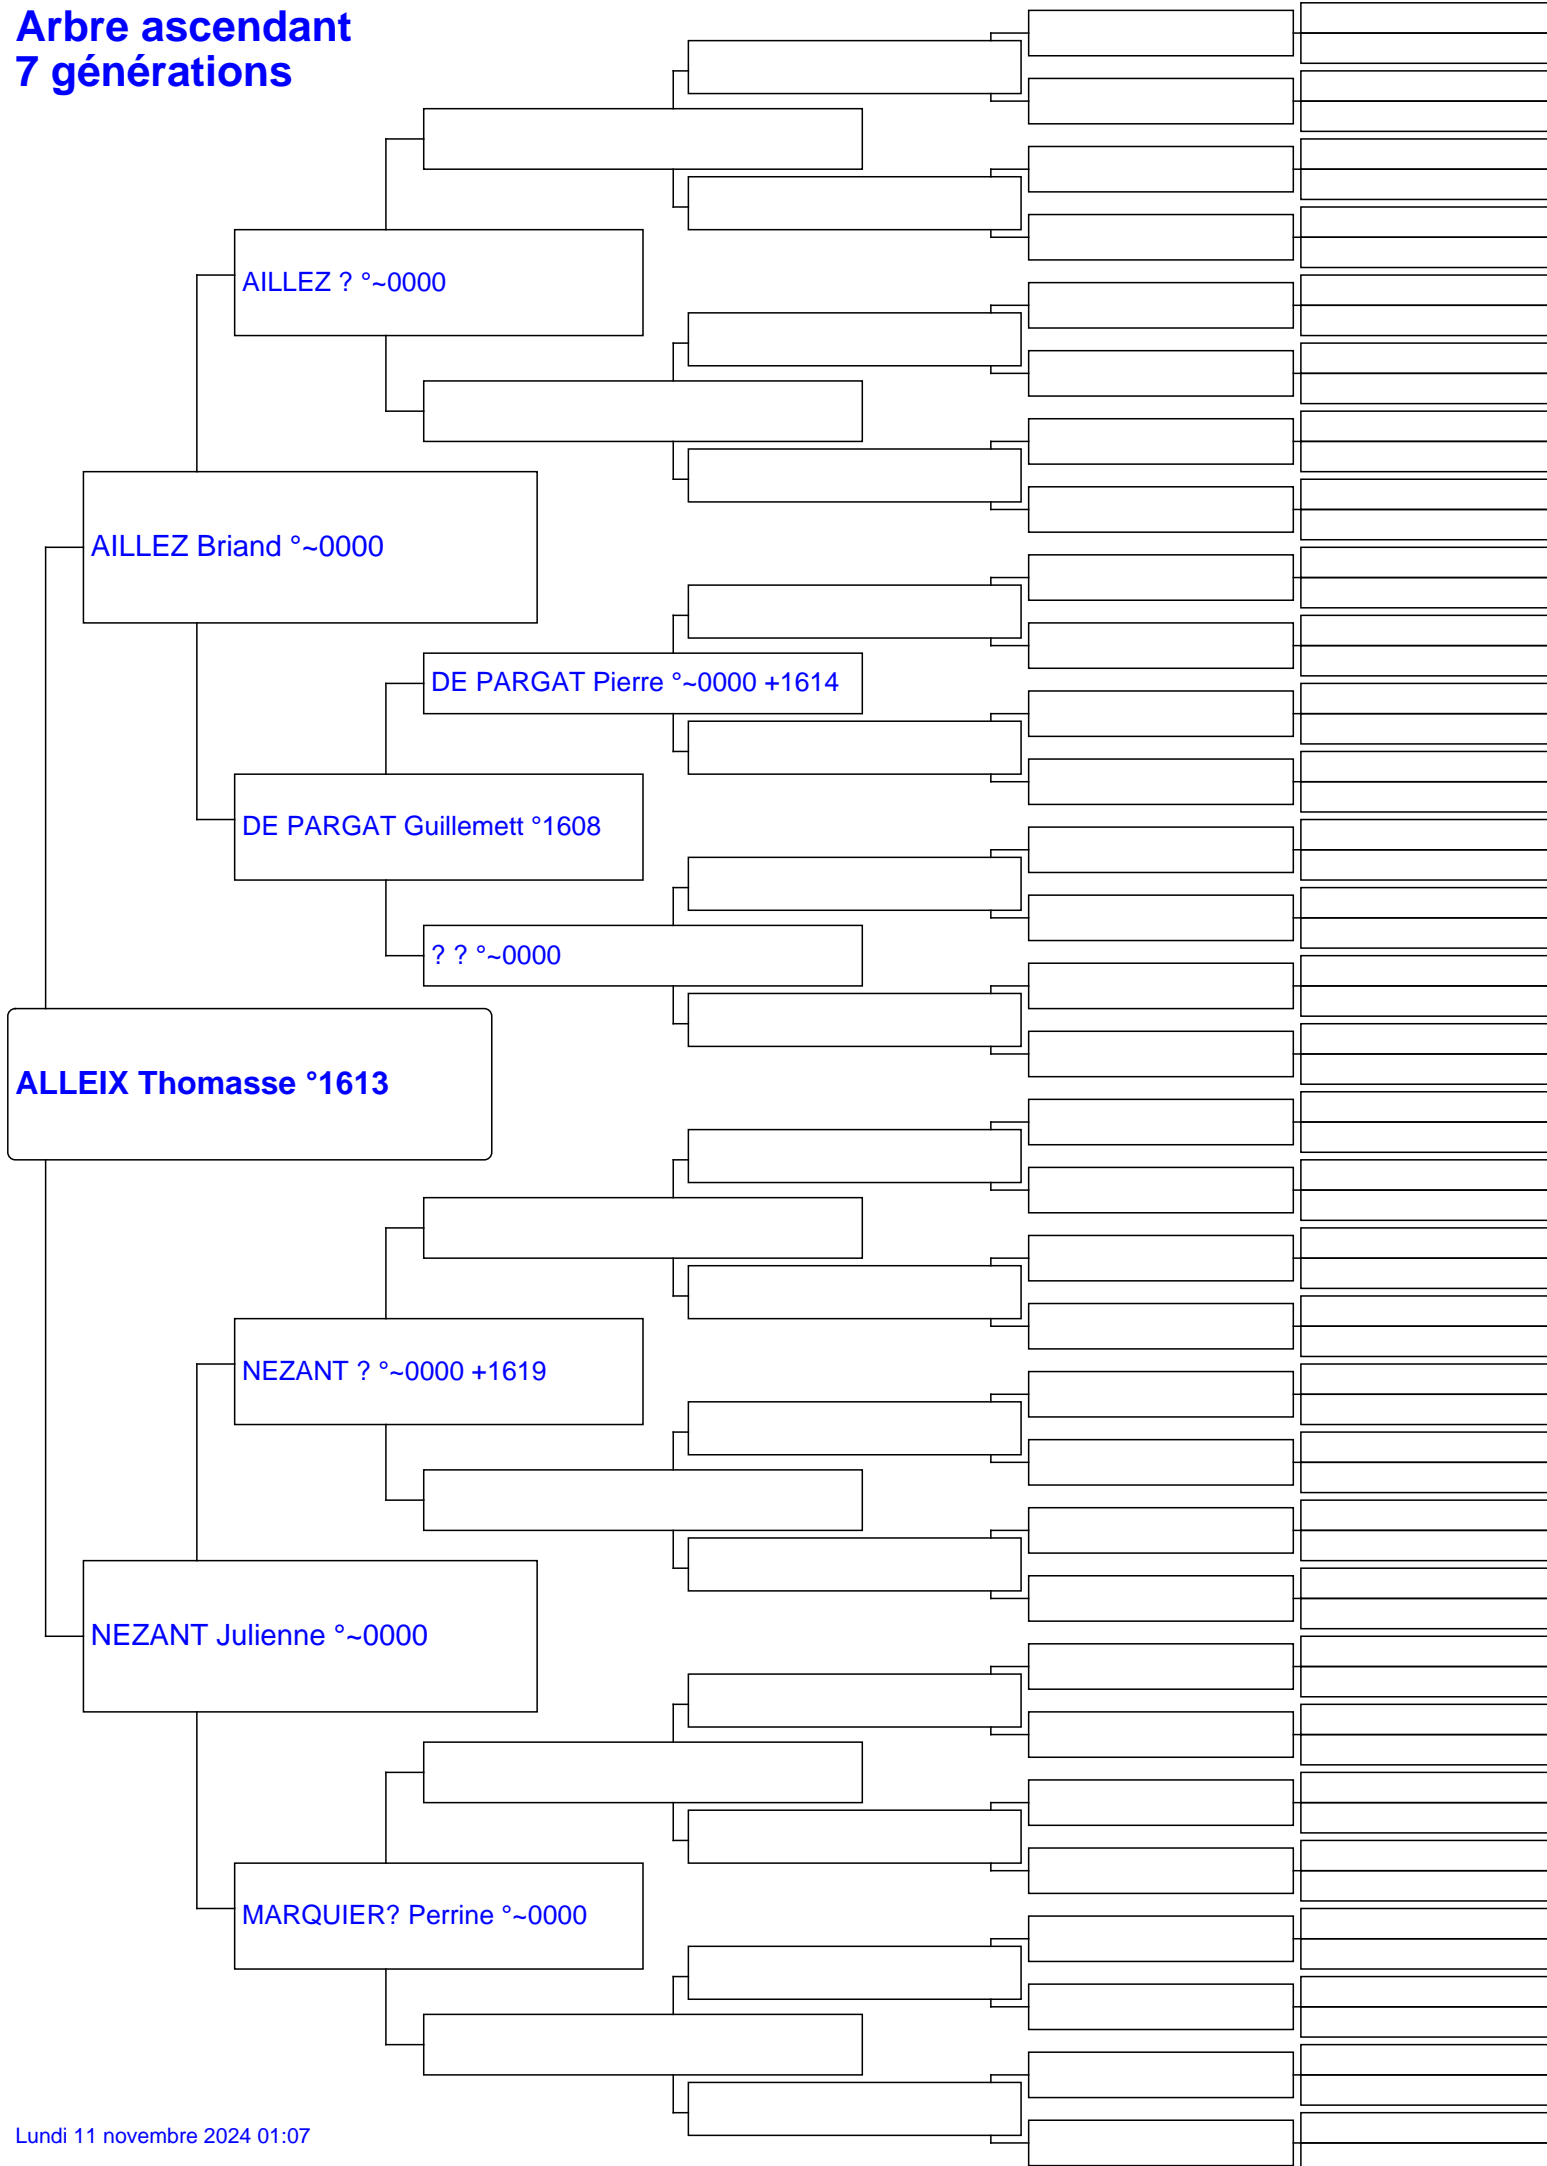 Arbre ascendant
7 générations
AILLEZ ? °~0000
AILLEZ Briand °~0000
DE PARGAT Pierre °~0000 +1614
DE PARGAT Guillemett °1608
? ? °~0000
ALLEIX Thomasse °1613
NEZANT ? °~0000 +1619
NEZANT Julienne °~0000
MARQUIER? Perrine °~0000
Lundi 11 novembre 2024 01:07